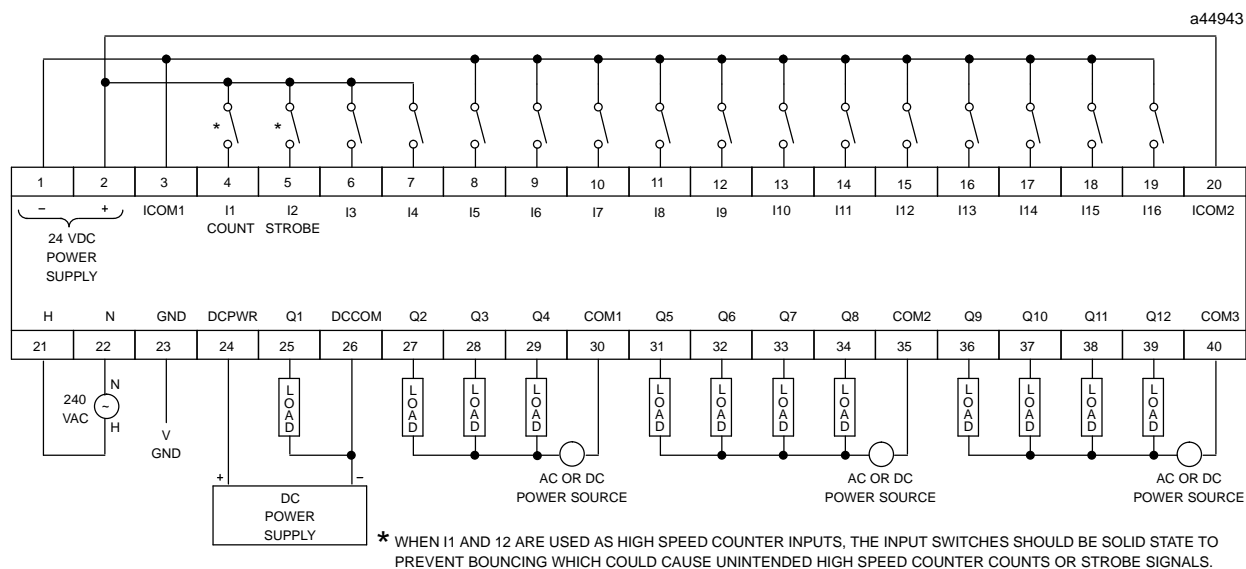 a44943
*
*
1 2 3 4 5 6 7 8 9 10 11 12 13 14 15 16 17 18 19 20
− + ICOM1 I1 I2 I3 I4 I5 I6 I7 I8 I9 I10 I11 I12 I13 I14 I15 I16 ICOM2
COUNT STROBE
24 VDC
POWER
SUPPLY
H N GND DCPWR Q1 DCCOM Q2 Q3 Q4 COM1 Q5 Q6 Q7 Q8 COM2 Q9 Q10 Q11 Q12 COM3
21 22 23 24 25 26 27 28 29 30 31 32 33 34 35 36 37 38 39 40
240
VAC
N
~
H
V
GND
LOAD LOAD LOAD LOAD LOAD LOAD LOAD LOAD LOAD LOAD LOAD LOAD
+ −
DC
POWER
SUPPLY
AC OR DC
POWER SOURCE
AC OR DC
POWER SOURCE
AC OR DC
POWER SOURCE
* WHEN I1 AND 12 ARE USED AS HIGH SPEED COUNTER INPUTS, THE INPUT SWITCHES SHOULD BE SOLID STATE TO
PREVENT BOUNCING WHICH COULD CAUSE UNINTENDED HIGH SPEED COUNTER COUNTS OR STROBE SIGNALS.